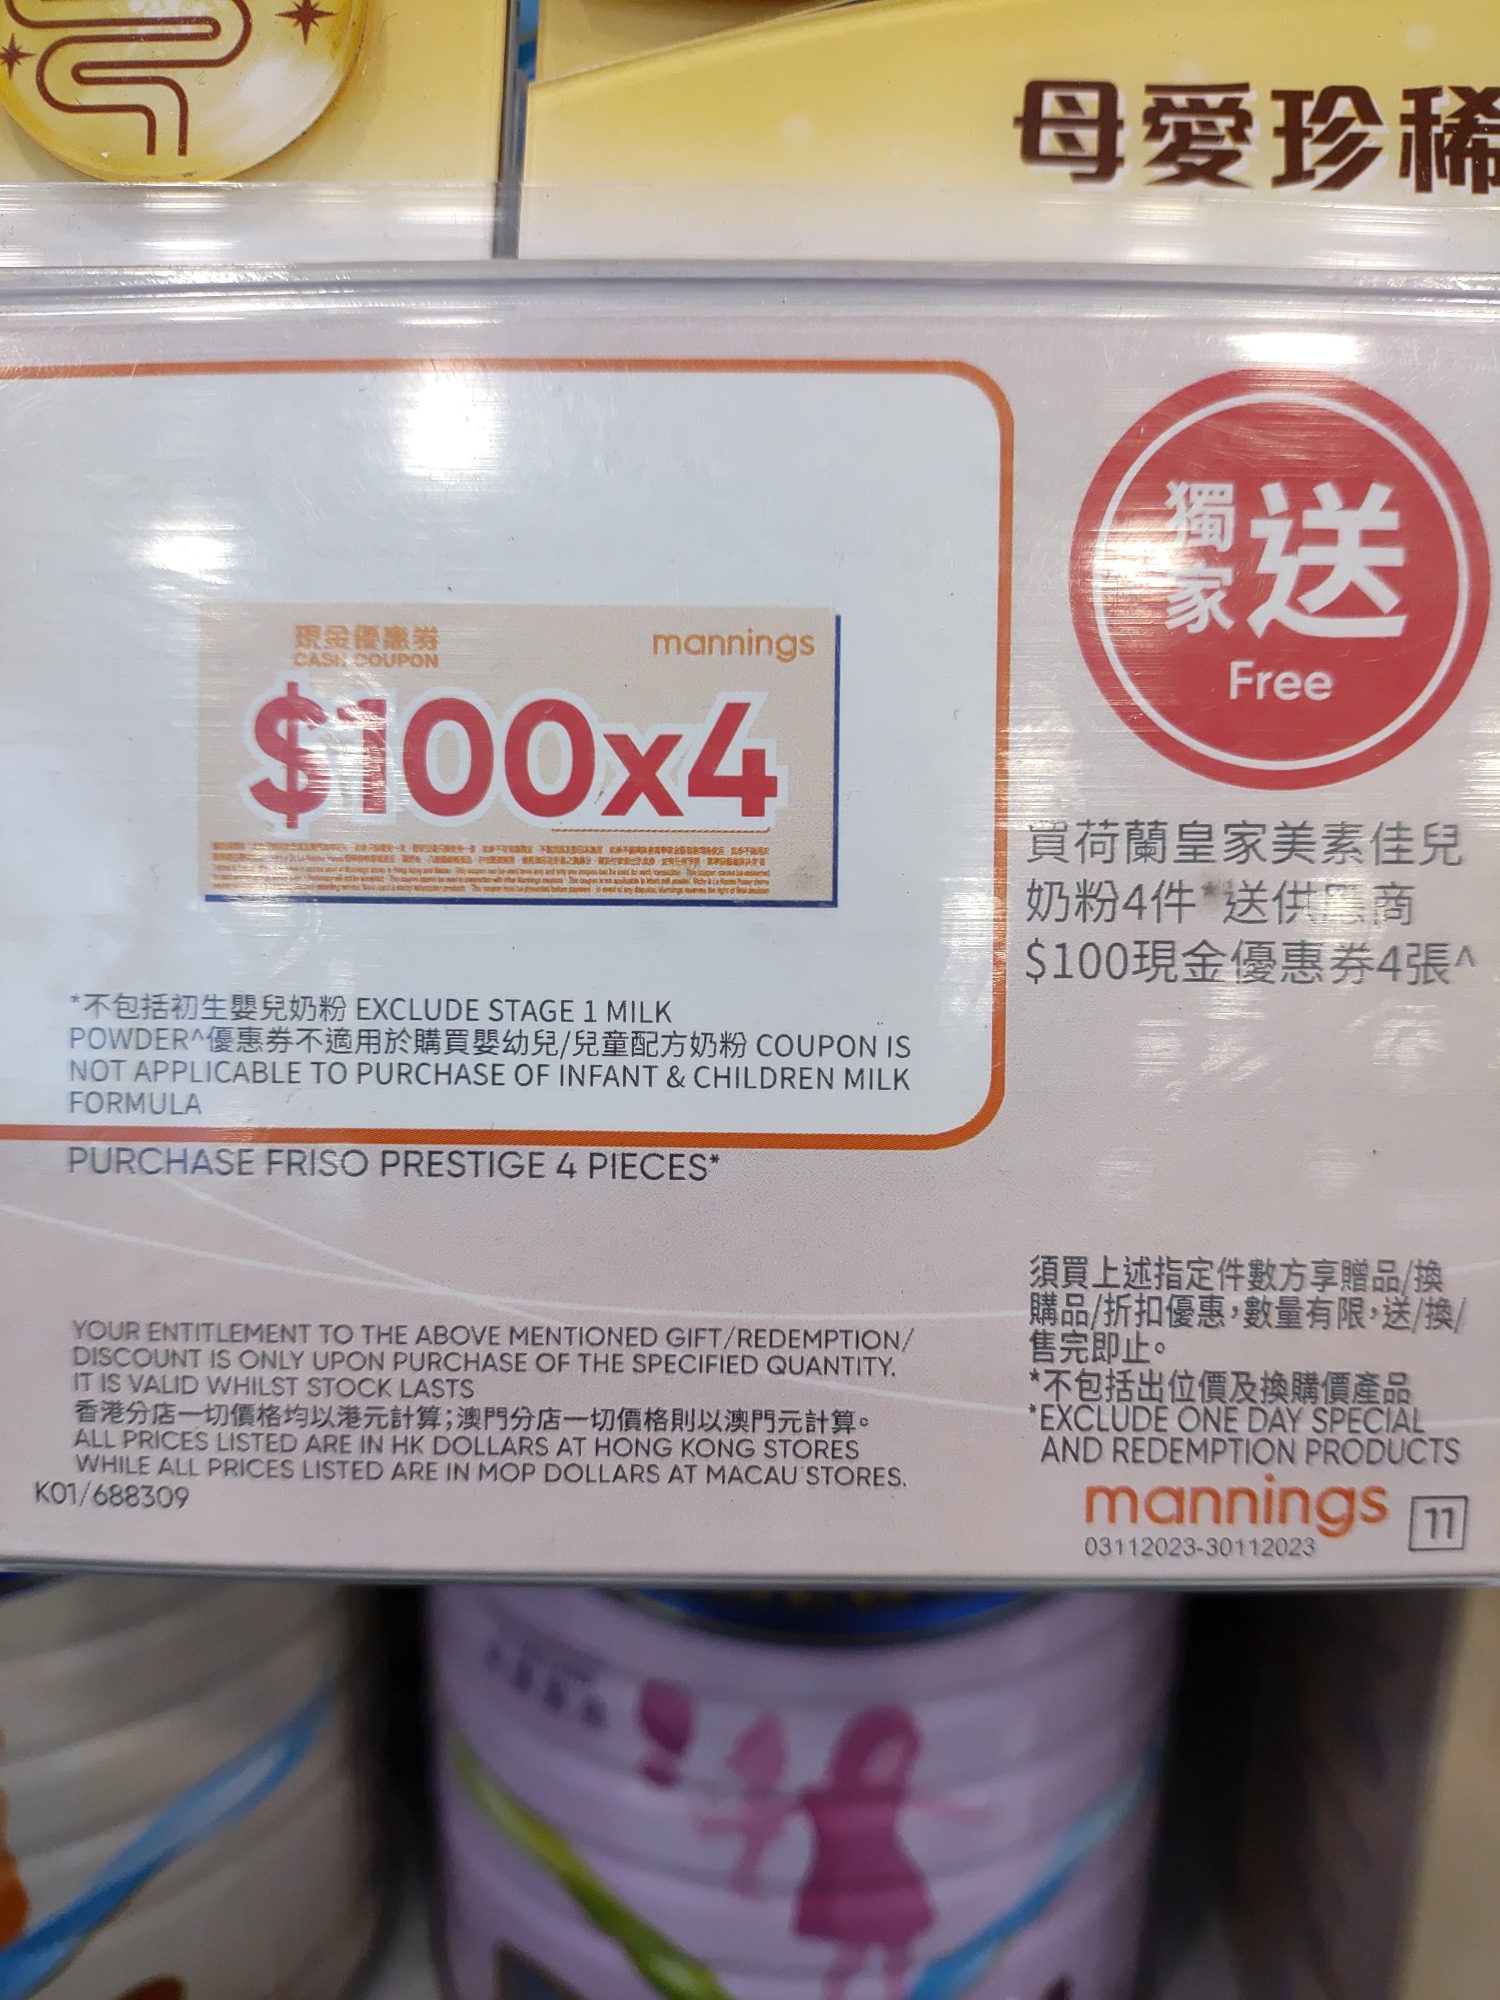 母愛珍稀
獨家送
Free
現金優惠券
CASH COUPON
mannings
$100x4
買荷蘭皇家美素佳兒
奶粉4件*送供應商
$100現金優惠券4張^
*不包括初生嬰兒奶粉 EXCLUDE STAGE 1 MILK
POWDER^優惠券不適用於購買嬰幼兒/兒童配方奶粉 COUPON IS
NOT APPLICABLE TO PURCHASE OF INFANT & CHILDREN MILK
FORMULA
PURCHASE FRISO PRESTIGE 4 PIECES*
YOUR ENTITLEMENT TO THE ABOVE MENTIONED GIFT/REDEMPTION/
DISCOUNT IS ONLY UPON PURCHASE OF THE SPECIFIED QUANTITY.
IT IS VALID WHILST STOCK LASTS
香港分店一切價格均以港元計算;澳門分店一切價格則以澳門元計算。
ALL PRICES LISTED ARE IN HK DOLLARS AT HONG KONG STORES
WHILE ALL PRICES LISTED ARE IN MOP DOLLARS AT MACAU STORES.
K01/688309
須買上述指定件數方享贈品/換
購品/折扣優惠,數量有限,送/換/
售完即止。
*不包括出位價及換購價產品
*EXCLUDE ONE DAY SPECIAL
AND REDEMPTION PRODUCTS
mannings 11
03112023-30112023